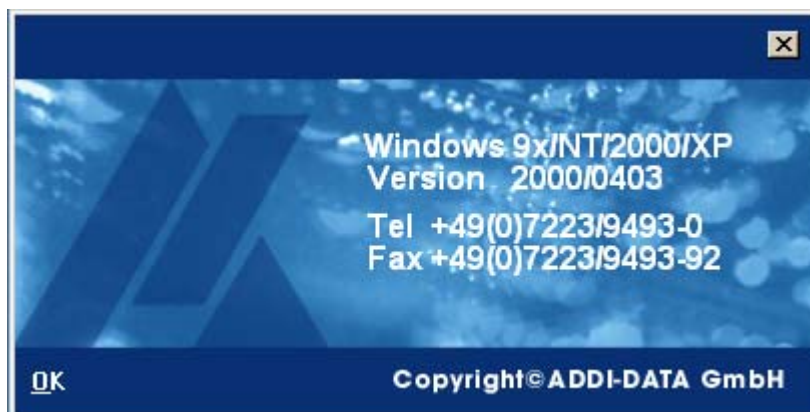 Windows 9x/NT/2000/XP
Version 2000/0403
Tel +49(0)7223/9493-0
Fax +49(0)7223/9493-92
OK
Copyright©ADDI-DATA GmbH